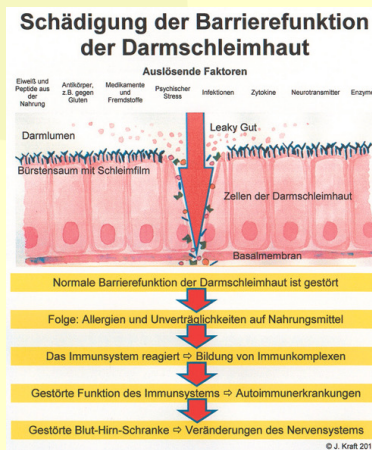 Schädigung der Barrierefunktion
der Darmschleimhaut
Auslösende Faktoren
Eiweiß und
Peptide aus
der
Nahrung
Antikörper,
z.B. gegen
Gluten
Medikamente
und
Fremdstoffe
Psychischer
Stress
Infektionen
Zytokine
Neurotransmitter
Enzyme
Darmlumen
Leaky Gut
Bürstensaum mit Schleimfilm
Zellen der Darmschleimhaut
Basalmembran
Normale Barrierefunktion der Darmschleimhaut ist gestört
Folge: Allergien und Unverträglichkeiten auf Nahrungsmittel
Das Immunsystem reagiert ⇨ Bildung von Immunkomplexen
Gestörte Funktion des Immunsystems ⇨ Autoimmunerkrankungen
Gestörte Blut-Hirn-Schranke ⇨ Veränderungen des Nervensystems
© J. Kraft 201